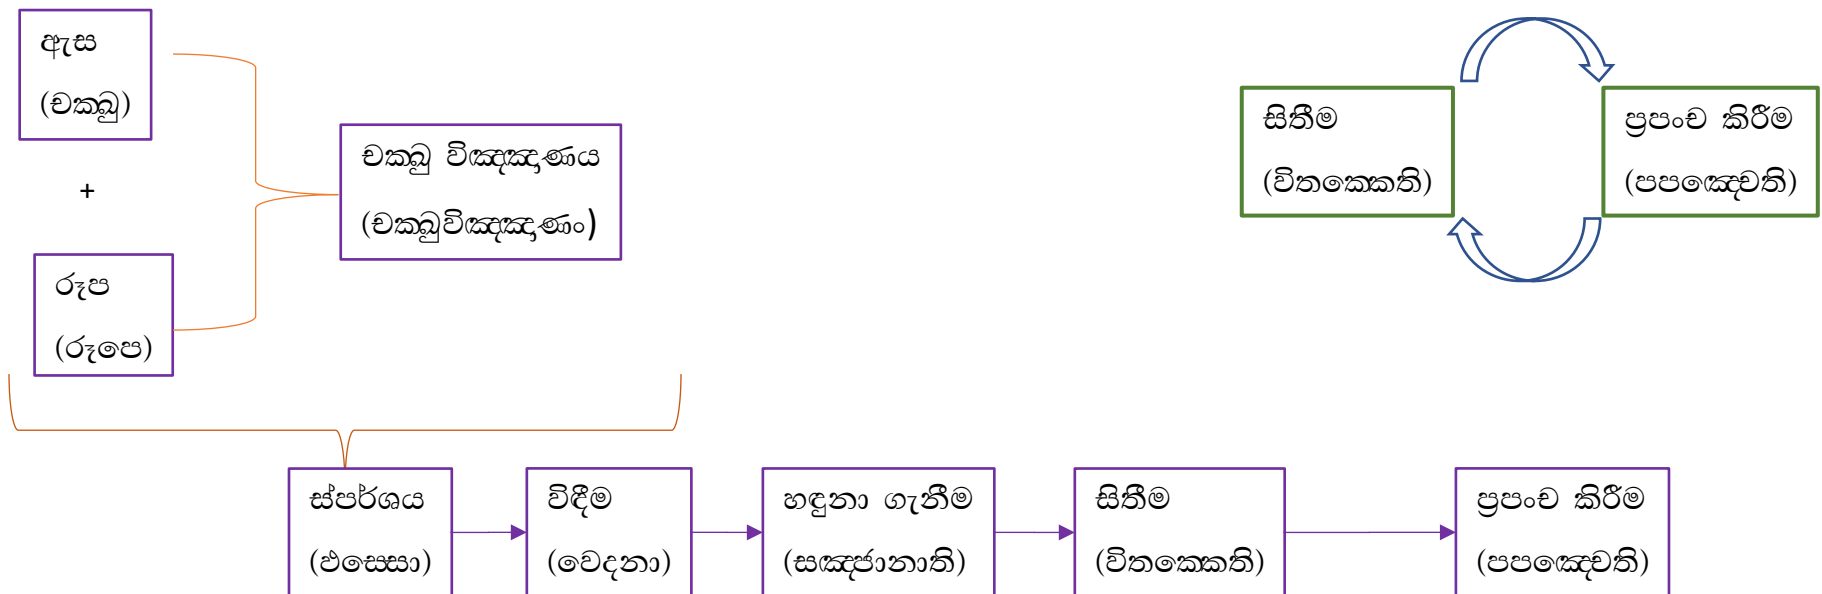 ඇස
(චක්ඛු)
+
රූප
(රූපෙ)
චක්ඛු විඤ්ඤාණය
(චක්ඛුවිඤ්ඤාණං)
සිතීම
(විතක්කෙති)
ප්‍රපංච කිරීම
(පපඤ්චෙති)
ස්පර්ශය
(ඵස්සො)
විඳීම
(වෙදනා)
හඳුනා ගැනීම
(සඤ්ජානාති)
සිතීම
(විතක්කෙති)
ප්‍රපංච කිරීම
(පපඤ්චෙති)